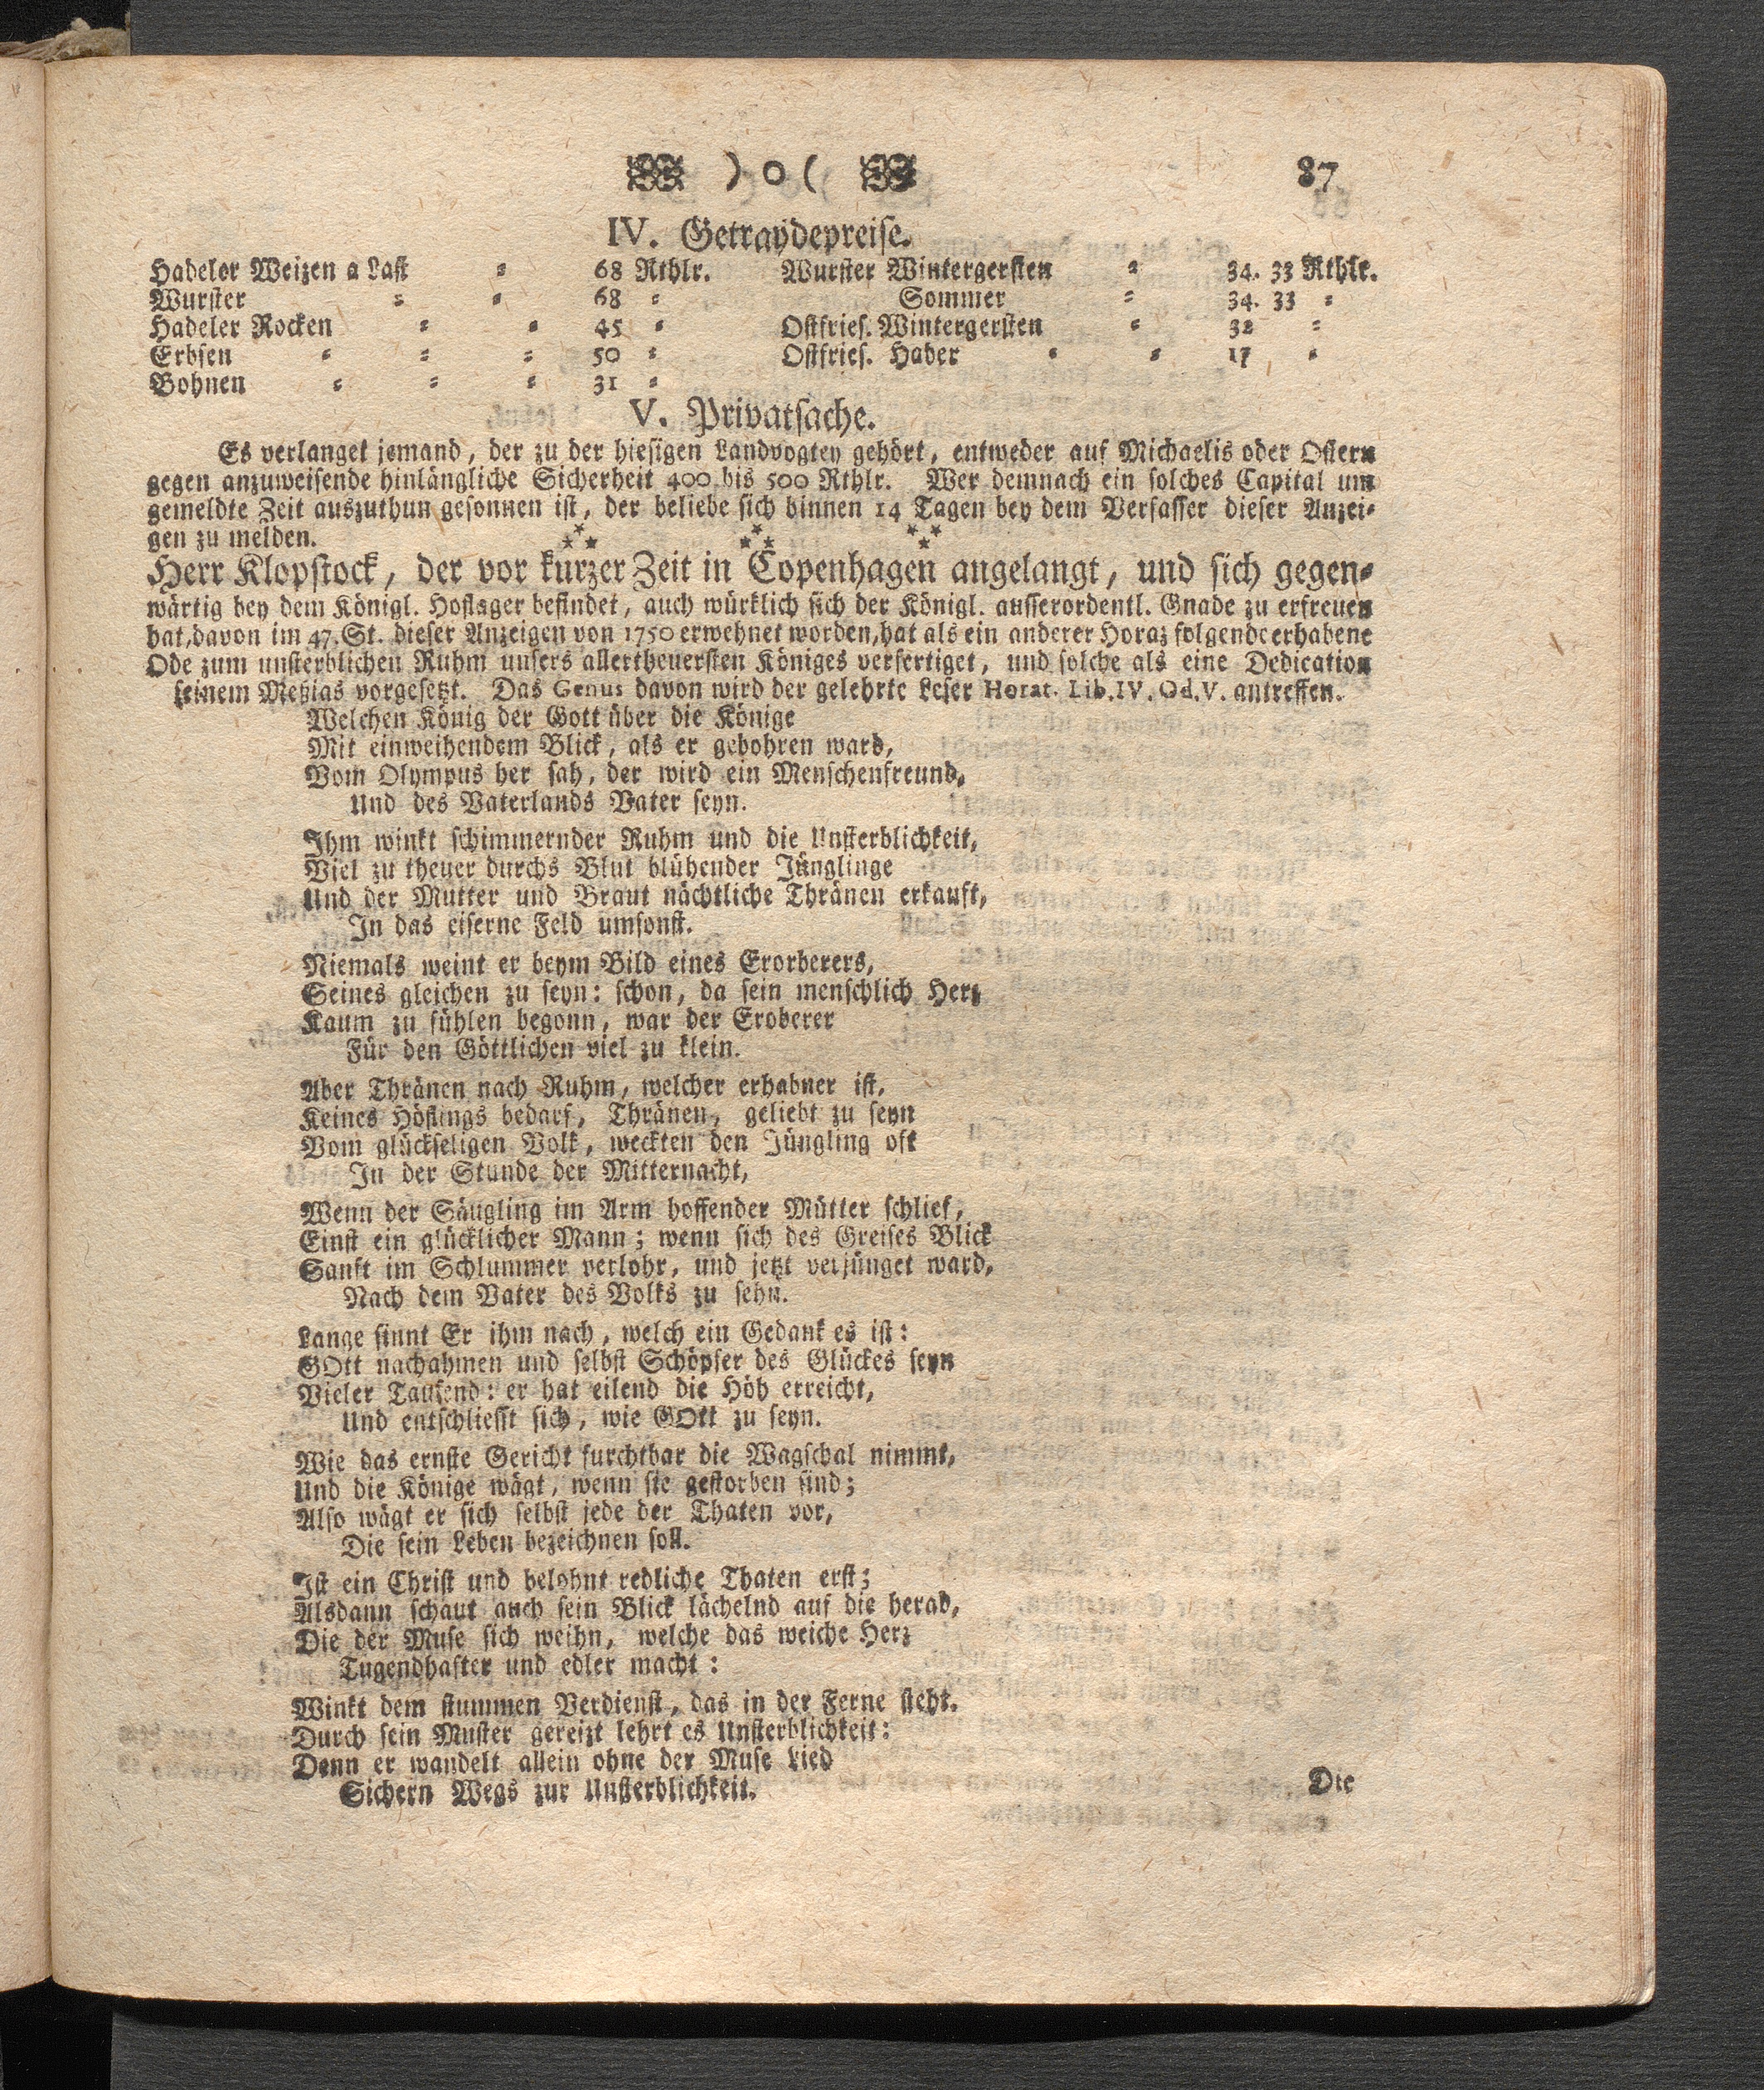 ) o ( 87
IV. Getraydepreise.
Hadeler Weizen a Last = 68 Rthlr. Wurster Wintergersten = 34. 33 Rthlr.
Wurster = = 68 = Sommer = 34. 33 =
Hadeler Rocken = = 45 = Ostfries. Wintergersten = 32 =
Erbsen = = = 50 = Ostfries. Haber = = 17 =
Bohnen = = = 31 =
V. Privatsache.
Es verlanget jemand, der zu der hiesigen Landvogtey gehört, entweder auf Michaelis oder Ostern
gegen anzuweisende hinlängliche Sicherheit 400 bis 500 Rthlr. Wer demnach ein solches Capital um
gemeldte Zeit auszuthun gesonnen ist, der beliebe sich binnen 14 Tagen bey dem Verfasser dieser Anzei=
gen zu melden.
Herr Klopstock, der vor kurzer Zeit in Copenhagen angelangt, und sich gegen=
wärtig bey dem Königl. Hoflager befindet, auch würklich sich der Königl. ausserordentl. Gnade zu erfreuen
hat, davon im 47. St. dieser Anzeigen von 1750 erwehnet worden, hat als ein anderer Horaz folgende erhabene
Ode zum unsterblichen Ruhm unsers allertheuersten Königes verfertiget, und solche als eine Dedication
seinem Meßias vorgesetzt. Das Genus davon wird der gelehrte Leser Horat. Lib. IV. Od. V. antreffen.
Welchen König der Gott über die Könige
Mit einweihendem Blick, als er gebohren ward,
Vom Olympus her sah, der wird ein Menschenfreund,
Und des Vaterlands Vater seyn.
Ihm winkt schimmernder Ruhm und die Unsterblichkeit,
Viel zu theuer durchs Blut blühender Jünglinge
Und der Mutter und Braut nächtliche Thränen erkauft,
In das eiserne Feld umsonst.
Niemals weint er beym Bild eines Erorberers,
Seines gleichen zu seyn: schon, da sein menschlich Herz
Kaum zu fühlen begonn, war der Eroberer
Für den Göttlichen viel zu klein.
Aber Thränen nach Ruhm, welcher erhabner ist,
Keines Höflings bedarf, Thränen, geliebt zu seyn
Vom glückseligen Volk, weckten den Jüngling oft
In der Stunde der Mitternacht,
Wenn der Säugling im Arm hoffender Mütter schlief,
Einst ein glücklicher Mann; wenn sich des Greises Blick
Sanft im Schlummer verlohr, und jetzt verjünget ward,
Nach dem Vater des Volks zu sehn.
Lange sinnt Er ihm nach, welch ein Gedank es ist:
GOtt nachahmen und selbst Schöpfer des Glückes seyn
Vieler Tausend: er hat eilend die Höh erreicht,
Und entschliesst sich, wie GOtt zu seyn.
Wie das ernste Gericht furchtbar die Wagschal nimmt,
Und die Könige wägt, wenn sie gestorben sind;
Also wägt er sich selbst jede der Thaten vor,
Die sein Leben bezeichnen soll.
Ist ein Christ und belohnt redliche Thaten erst;
Alsdann schaut auch sein Blick lächelnd auf die herab,
Die der Muse sich weihn, welche das weiche Herz
Tugendhafter und edler macht:
Winkt dem stummen Verdienst, das in der Ferne steht.
Durch sein Muster gereizt lehrt es Unsterblichkeit:
Denn er wandelt allein ohne der Muse Lied
Sichern Wegs zur Unsterblichkeit.
Die